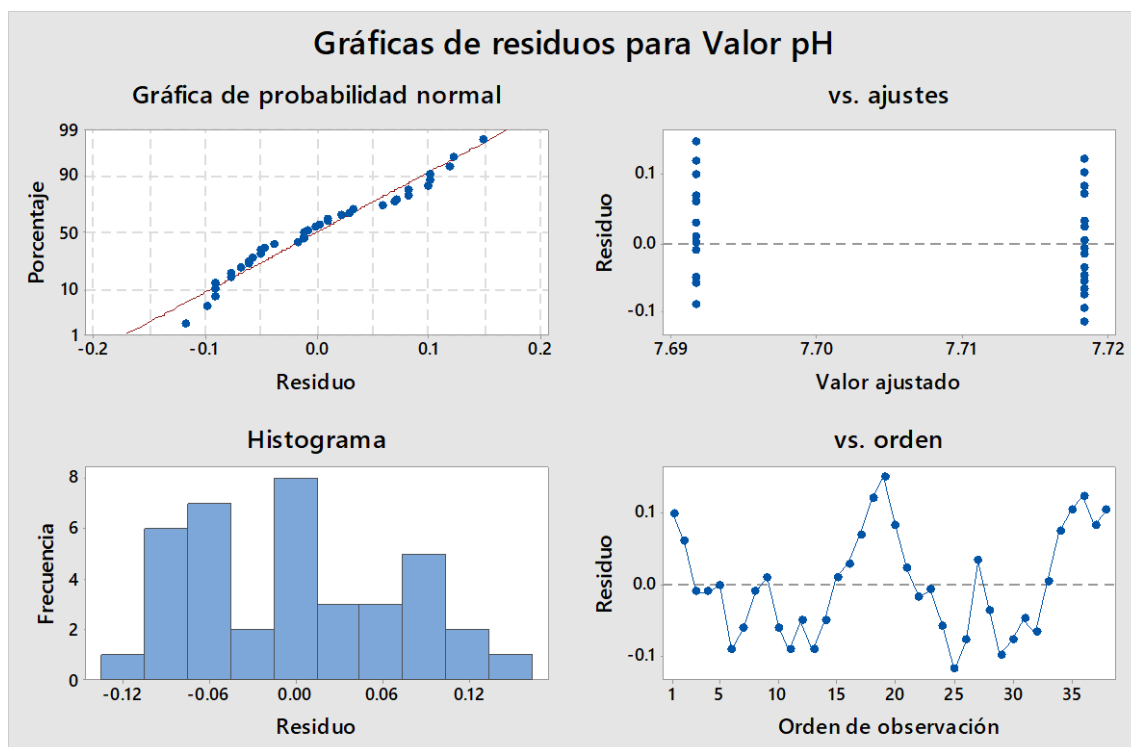 Gráficas de residuos para Valor pH
Gráfica de probabilidad normal
99
90
50
10
1
Porcentaje
-0.2 -0.1 0.0 0.1 0.2
Residuo
vs. ajustes
0.1
0.0
-0.1
Residuo
7.69 7.70 7.71 7.72
Valor ajustado
Histograma
8
6
4
2
0
Frecuencia
-0.12 -0.06 0.00 0.06 0.12
Residuo
vs. orden
0.1
0.0
-0.1
Residuo
1 5 10 15 20 25 30 35
Orden de observación